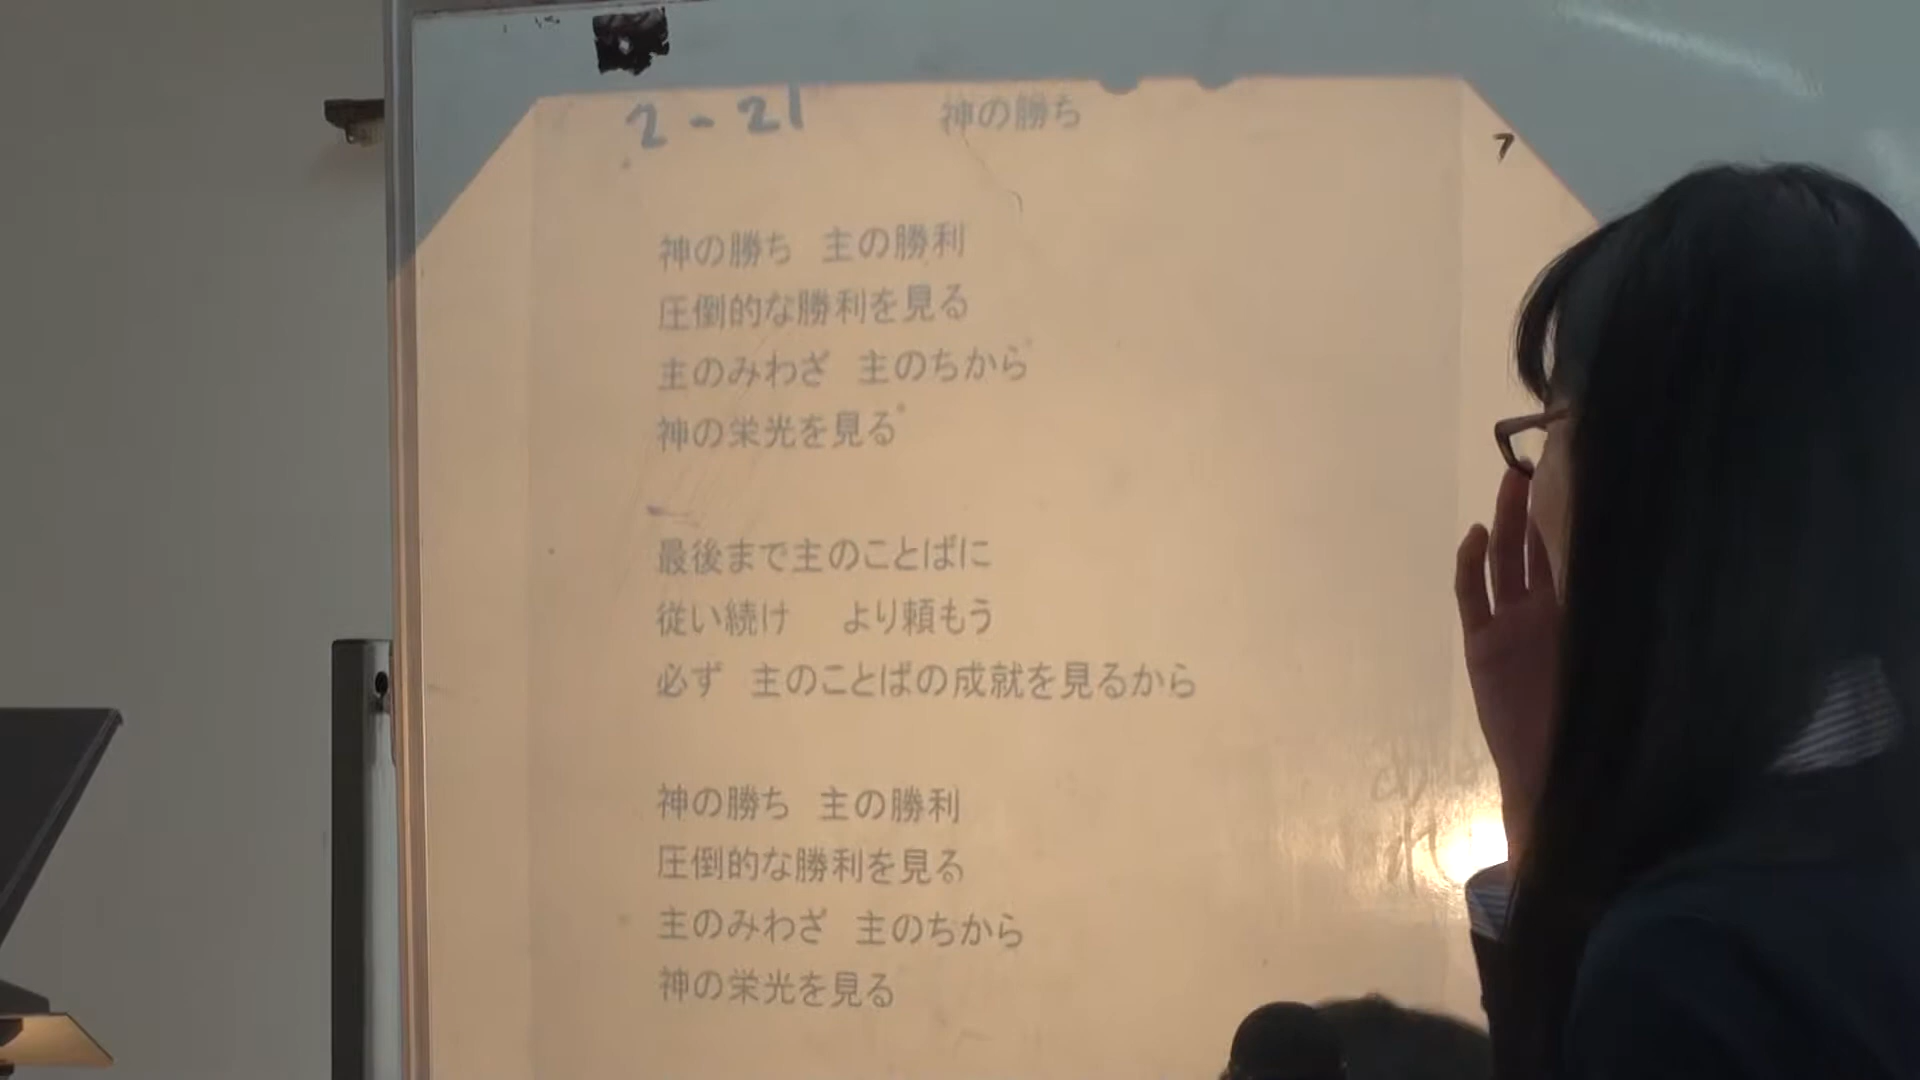 2-21 神の勝ち
神の勝ち 主の勝利
圧倒的な勝利を見る
主のみわざ 主のちから
神の栄光を見る
最後まで主のことばに
従い続け より頼もう
必ず 主のことばの成就を見るから
神の勝ち 主の勝利
圧倒的な勝利を見る
主のみわざ 主のちから
神の栄光を見る